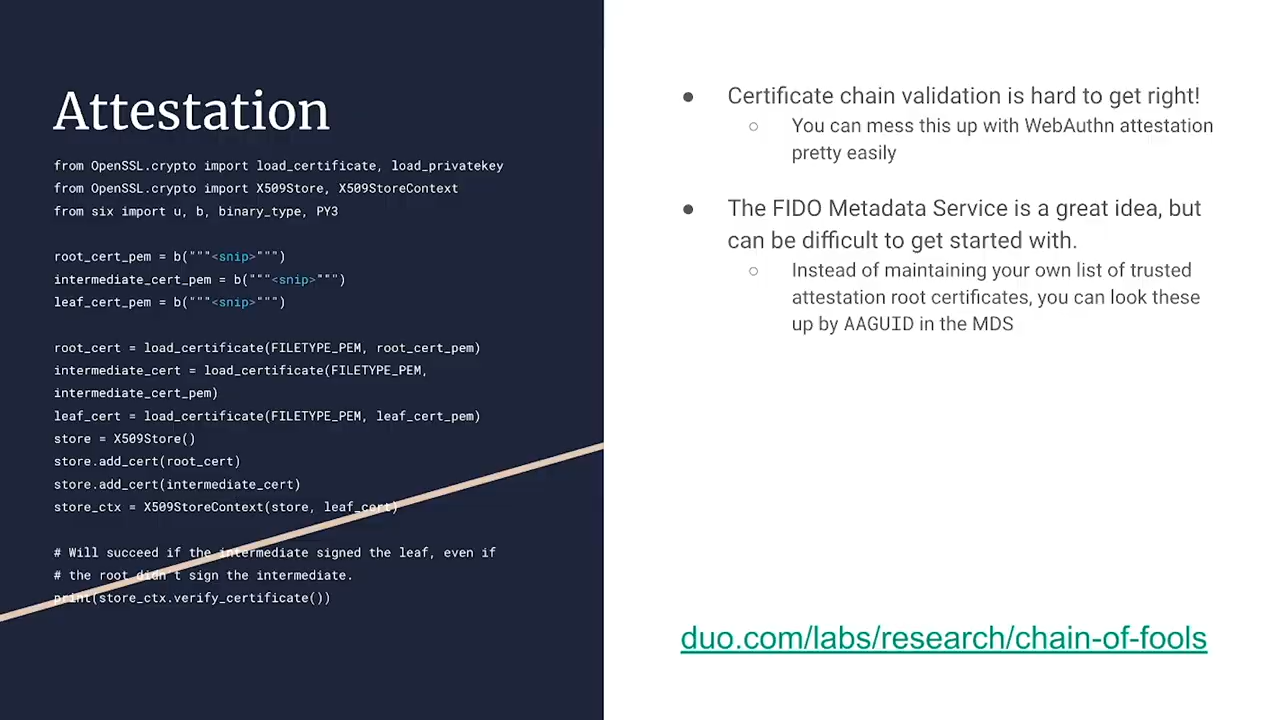 Attestation
from OpenSSL.crypto import load_certificate, load_privatekey
from OpenSSL.crypto import X509Store, X509StoreContext
from six import u, b, binary_type, PY3
root_cert_pem = b("""<snip>""")
intermediate_cert_pem = b("""<snip>""")
leaf_cert_pem = b("""<snip>""")
root_cert = load_certificate(FILETYPE_PEM, root_cert_pem)
intermediate_cert = load_certificate(FILETYPE_PEM,
intermediate_cert_pem)
leaf_cert = load_certificate(FILETYPE_PEM, leaf_cert_pem)
store = X509Store()
store.add_cert(root_cert)
store.add_cert(intermediate_cert)
store_ctx = X509StoreContext(store, leaf_cert)
# Will succeed if the intermediate signed the leaf, even if
# the root didn't sign the intermediate.
print(store_ctx.verify_certificate())
● Certificate chain validation is hard to get right!
○ You can mess this up with WebAuthn attestation
pretty easily
● The FIDO Metadata Service is a great idea, but
can be difficult to get started with.
○ Instead of maintaining your own list of trusted
attestation root certificates, you can look these
up by AAGUID in the MDS
duo.com/labs/research/chain-of-fools